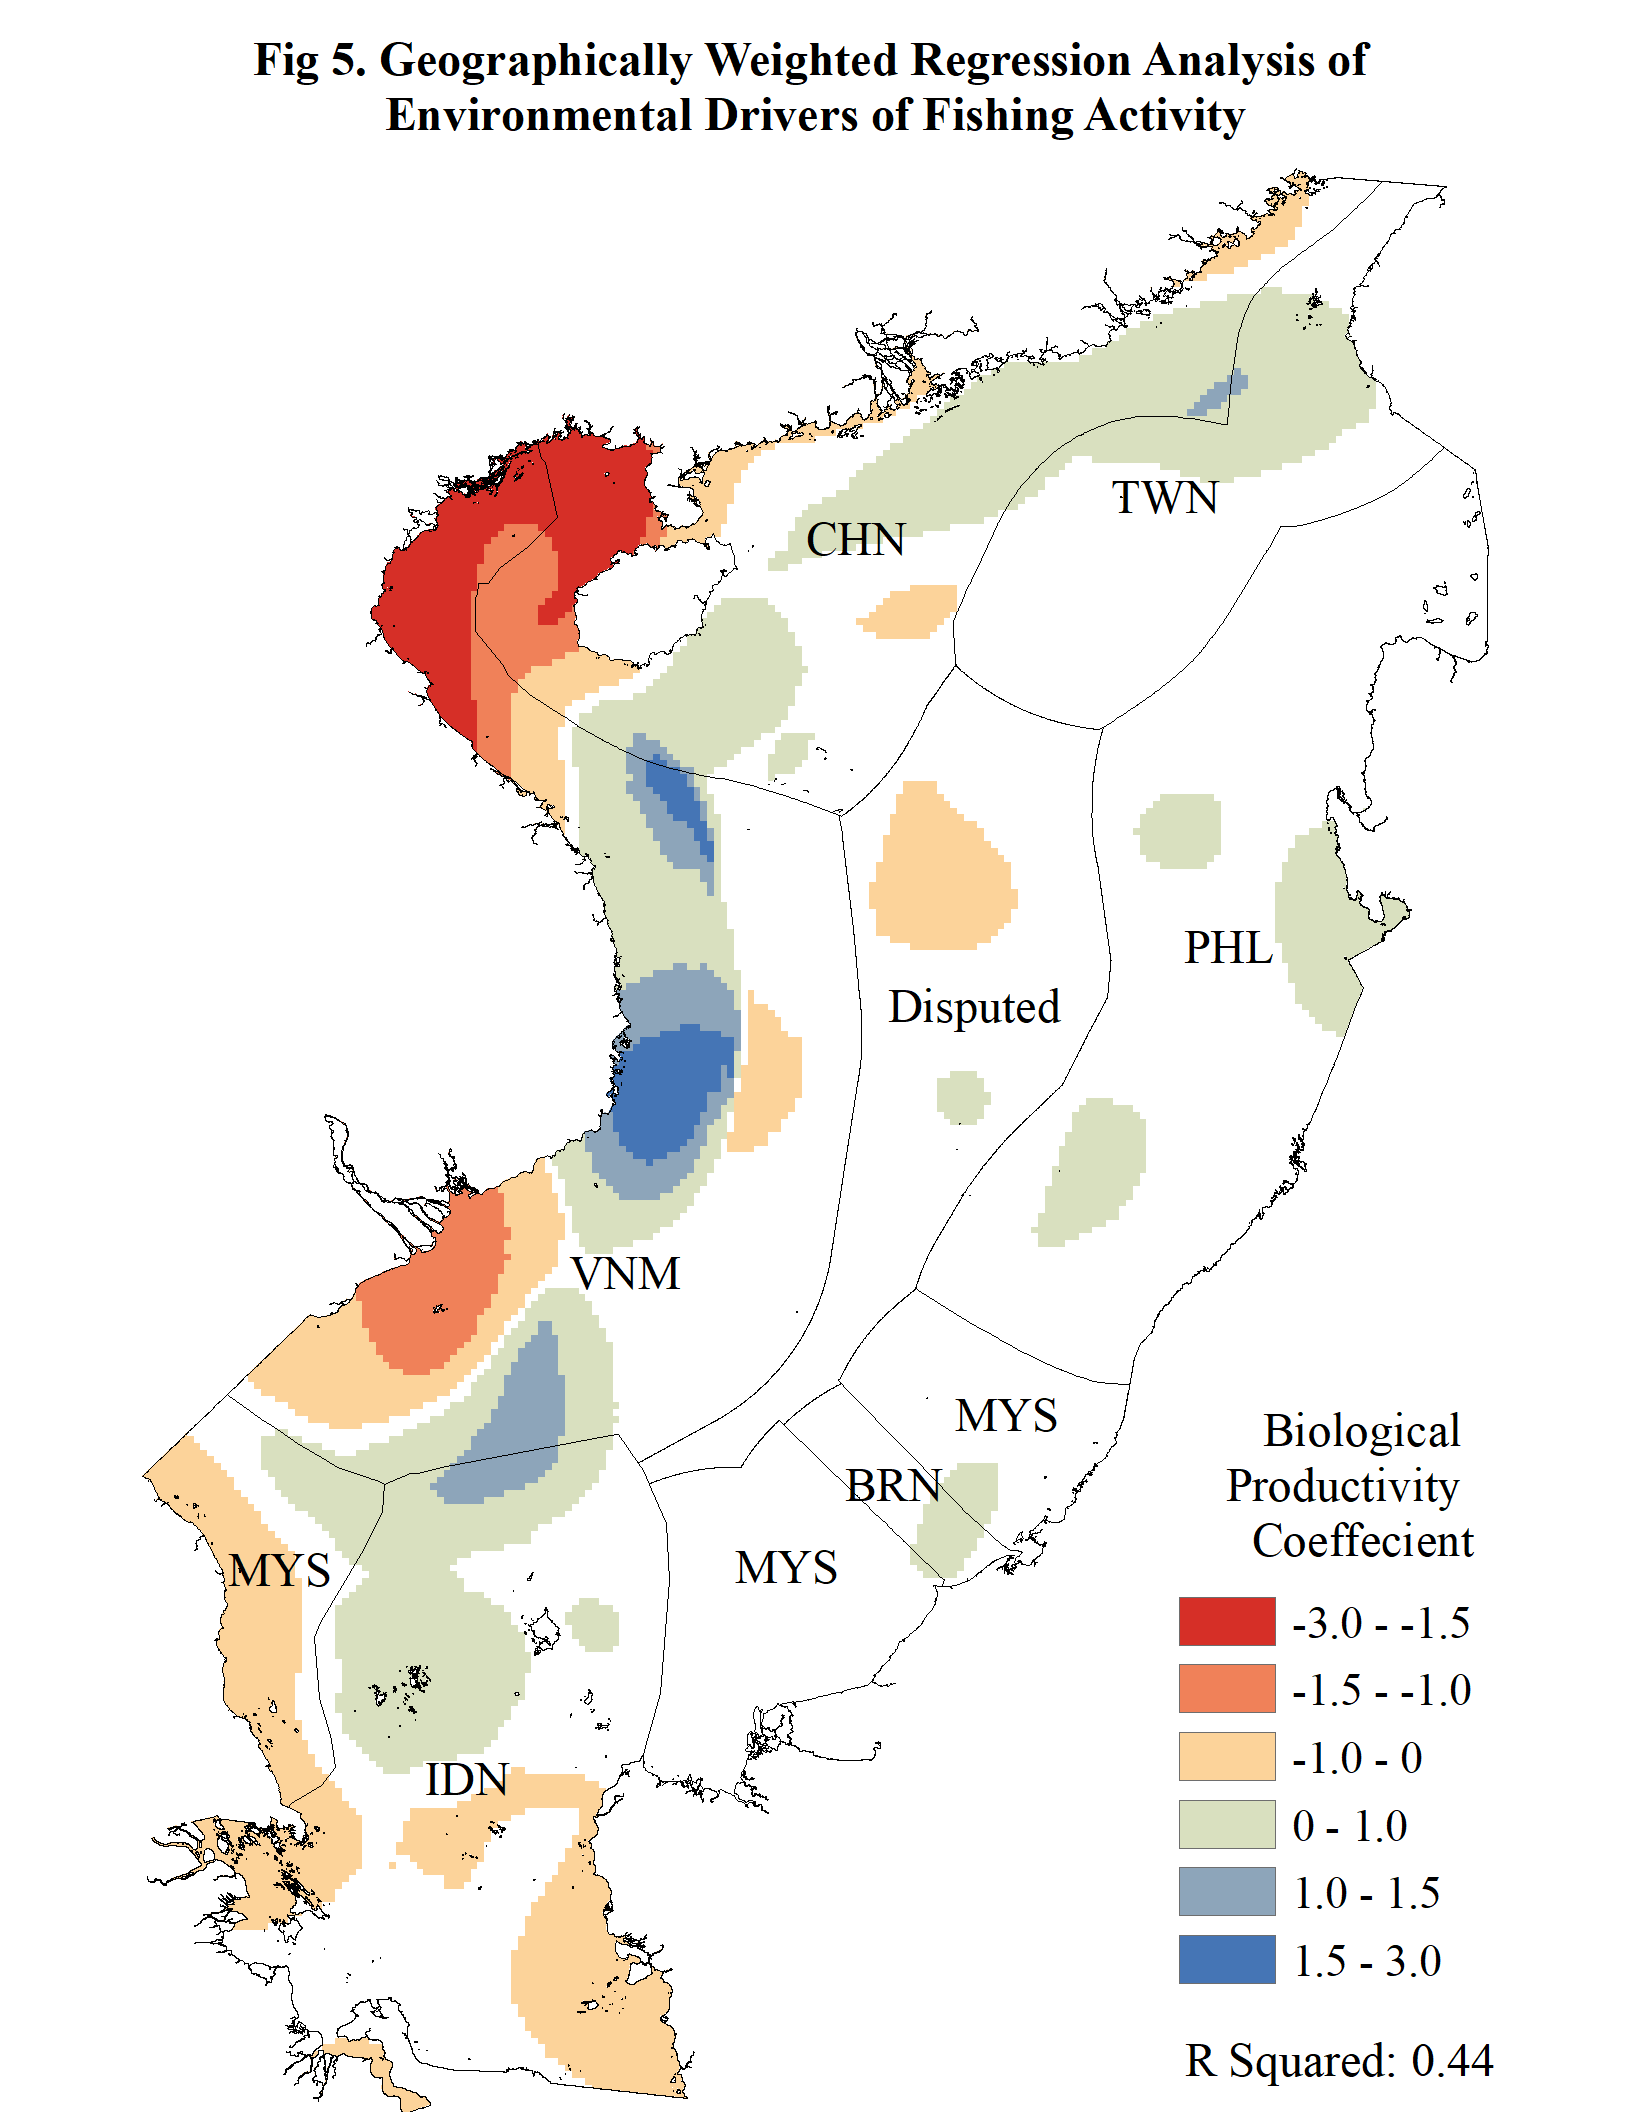 Fig 5. Geographically Weighted Regression Analysis of
Environmental Drivers of Fishing Activity
TWN
CHN
PHL
Disputed
VNM
MYS
BRN
MYS
MYS
IDN
Biological
Productivity
Coeffecient
-3.0 - -1.5
-1.5 - -1.0
-1.0 - 0
0 - 1.0
1.0 - 1.5
1.5 - 3.0
R Squared: 0.44